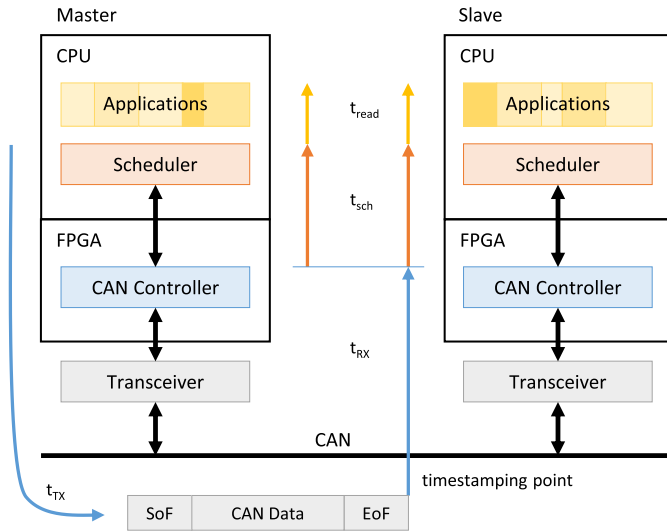 Master
Slave
CPU
CPU
Applications
t_read
Applications
Scheduler
Scheduler
t_sch
FPGA
FPGA
CAN Controller
CAN Controller
t_RX
Transceiver
Transceiver
CAN
timestamping point
t_TX
SoF
CAN Data
EoF